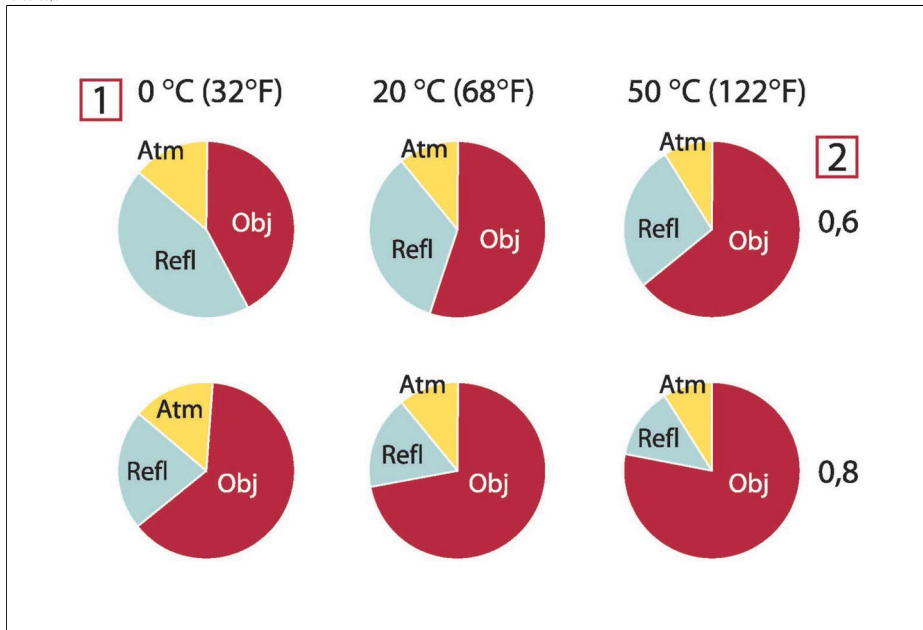 1 0 °C (32°F) 20 °C (68°F) 50 °C (122°F)
Atm Atm Atm
2
Obj Obj Obj 0,6
Refl Refl Refl
Atm Atm Atm
Refl Refl Refl
Obj Obj Obj 0,8